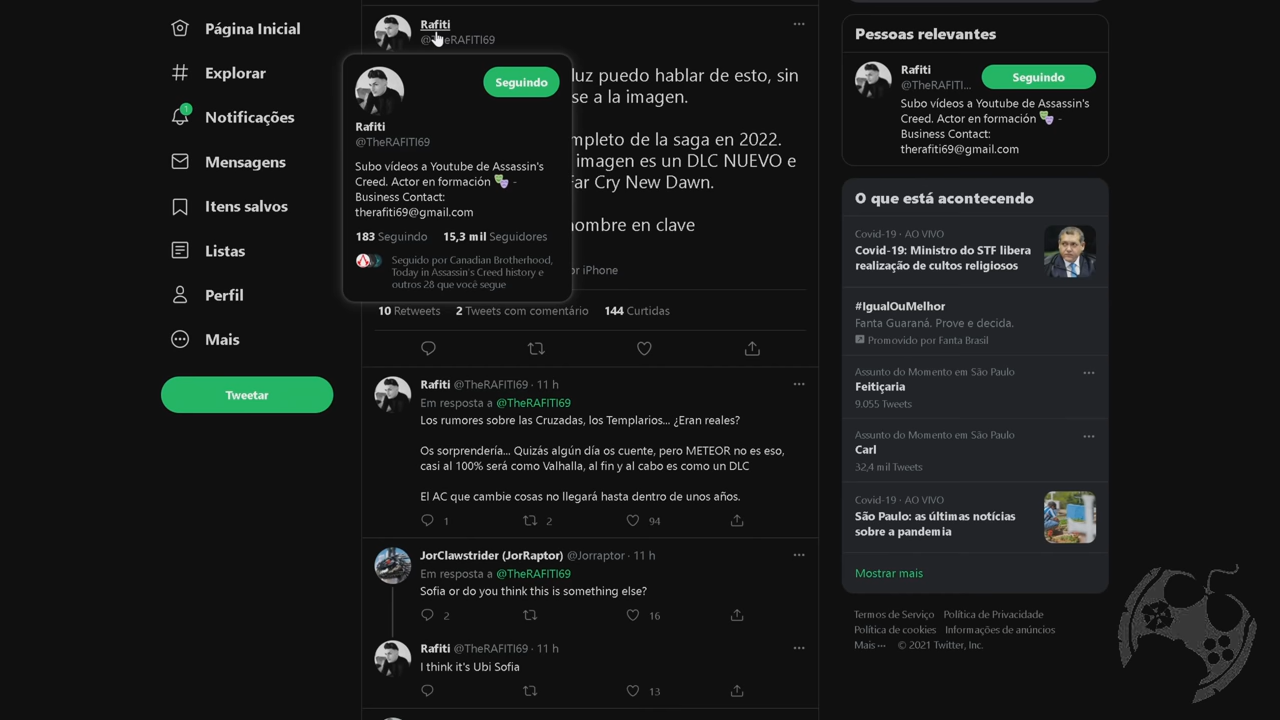 Página Inicial
Explorar
1
Notificações
Mensagens
Itens salvos
Listas
Perfil
Mais
Tweetar
Rafiti
@TheRAFITI69
luz puedo hablar de esto, sin
se a la imagen.
mpleto de la saga en 2022.
imagen es un DLC NUEVO e
Far Cry New Dawn.
nombre en clave
or iPhone
Rafiti
@TheRAFITI69
Seguindo
Subo vídeos a Youtube de Assassin's
Creed. Actor en formación 🎭 -
Business Contact:
therafiti69@gmail.com
183 Seguindo 15,3 mil Seguidores
Seguido por Canadian Brotherhood,
Today in Assassin's Creed history e
outros 28 que você segue
10 Retweets 2 Tweets com comentário 144 Curtidas
Rafiti @TheRAFITI69 · 11 h
Em resposta a @TheRAFITI69
Los rumores sobre las Cruzadas, los Templarios... ¿Eran reales?
Os sorprendería... Quizás algún día os cuente, pero METEOR no es eso,
casi al 100% será como Valhalla, al fin y al cabo es como un DLC
El AC que cambie cosas no llegará hasta dentro de unos años.
1 2 94
JorClawstrider (JorRaptor) @Jorraptor · 11 h
Em resposta a @TheRAFITI69
Sofia or do you think this is something else?
2 16
Rafiti @TheRAFITI69 · 11 h
I think it's Ubi Sofia
13
Pessoas relevantes
Rafiti
@TheRAFITI...
Seguindo
Subo vídeos a Youtube de Assassin's
Creed. Actor en formación 🎭 -
Business Contact:
therafiti69@gmail.com
O que está acontecendo
Covid-19 · AO VIVO
Covid-19: Ministro do STF libera
realização de cultos religiosos
#IgualOuMelhor
Fanta Guaraná. Prove e decida.
Promovido por Fanta Brasil
Assunto do Momento em São Paulo
Feitiçaria
9.055 Tweets
Assunto do Momento em São Paulo
Carl
32,4 mil Tweets
Covid-19 · AO VIVO
São Paulo: as últimas notícias
sobre a pandemia
Mostrar mais
Termos de Serviço Política de Privacidade
Política de cookies Informações de anúncios
Mais ··· © 2021 Twitter, Inc.